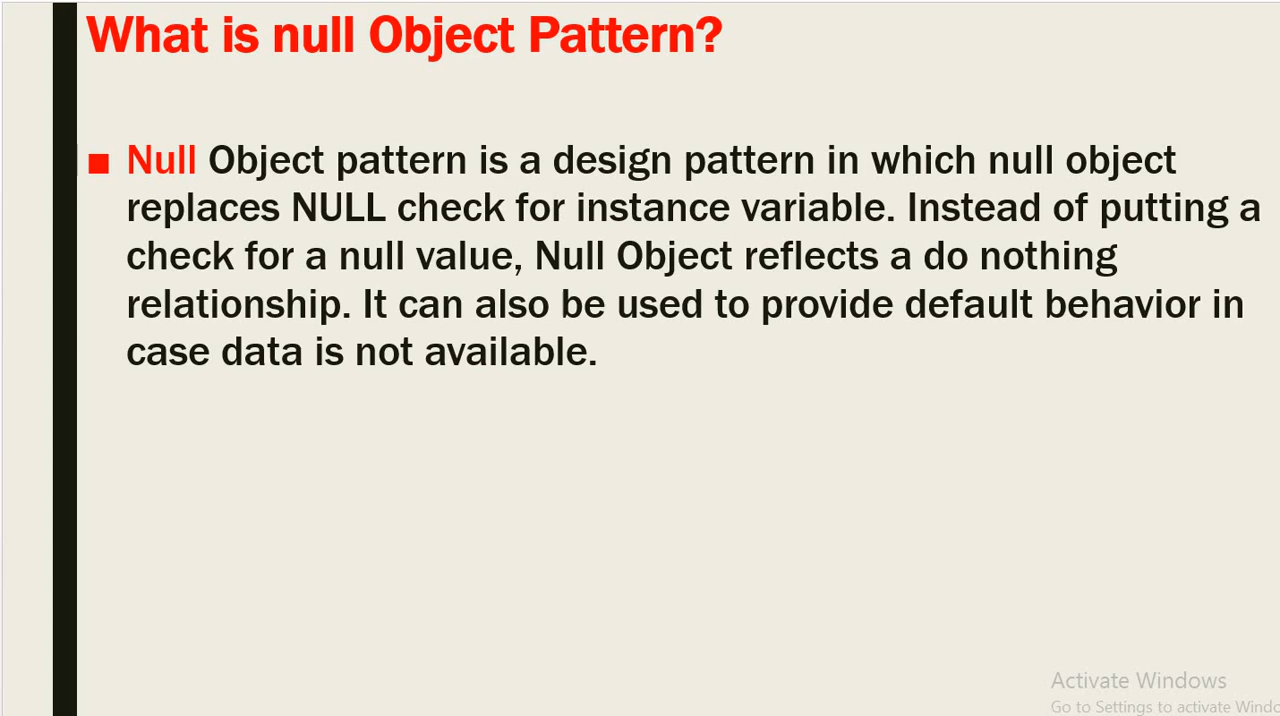 What is null Object Pattern?
Null Object pattern is a design pattern in which null object
replaces NULL check for instance variable. Instead of putting a
check for a null value, Null Object reflects a do nothing
relationship. It can also be used to provide default behavior in
case data is not available.
Activate Windows
Go to Settings to activate Windo